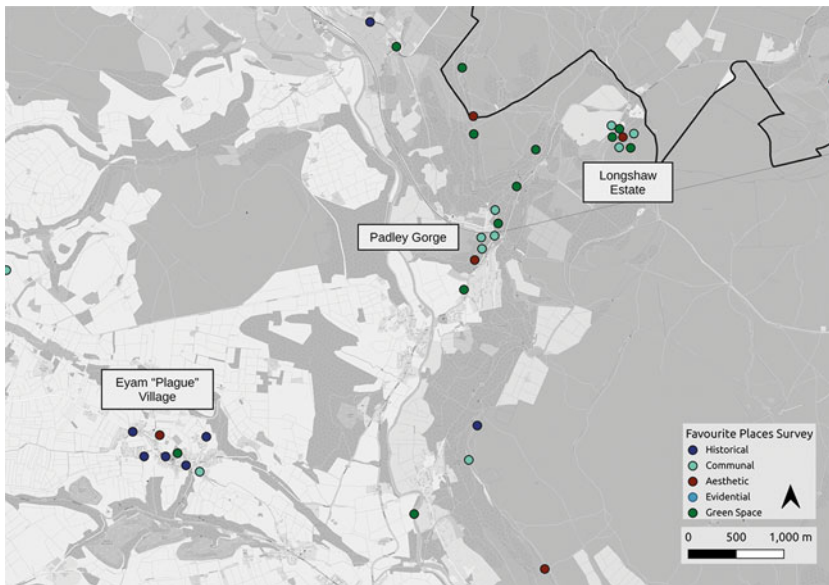 Longshaw
Estate
Padley Gorge
Eyam "Plague"
Village
Favourite Places Survey
Historical
Communal
Aesthetic
Evidential
Green Space
0 500 1,000 m